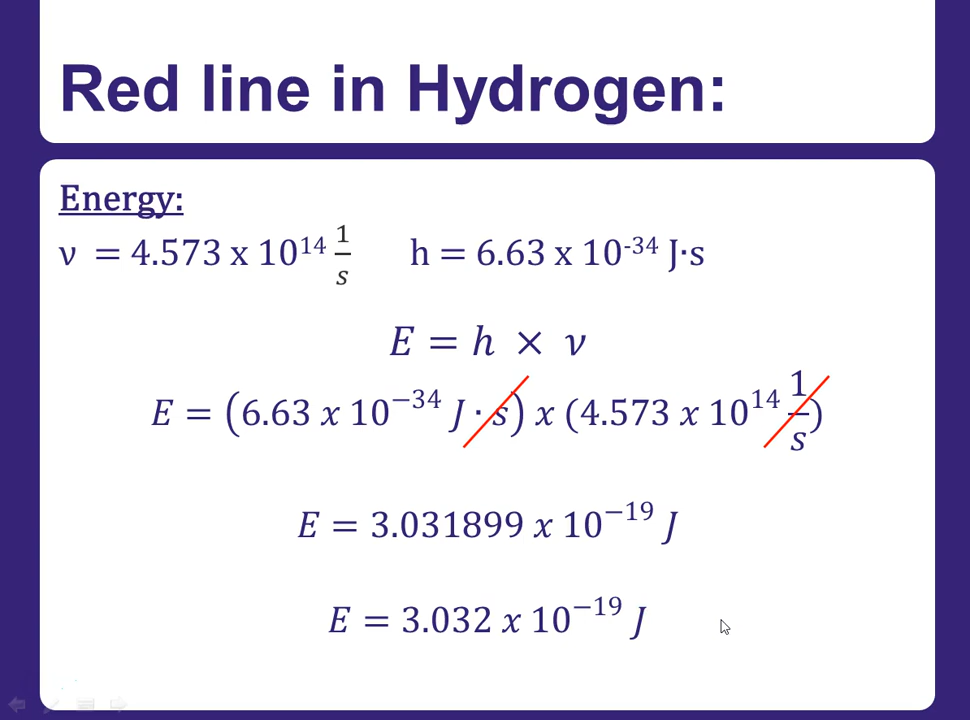 Red line in Hydrogen:
Energy:
ν = 4.573 x 10¹⁴ 1/s h = 6.63 x 10⁻³⁴ J·s
E = h × ν
E = (6.63 x 10⁻³⁴ J · s) x (4.573 x 10¹⁴ 1/s)
E = 3.031899 x 10⁻¹⁹ J
E = 3.032 x 10⁻¹⁹ J